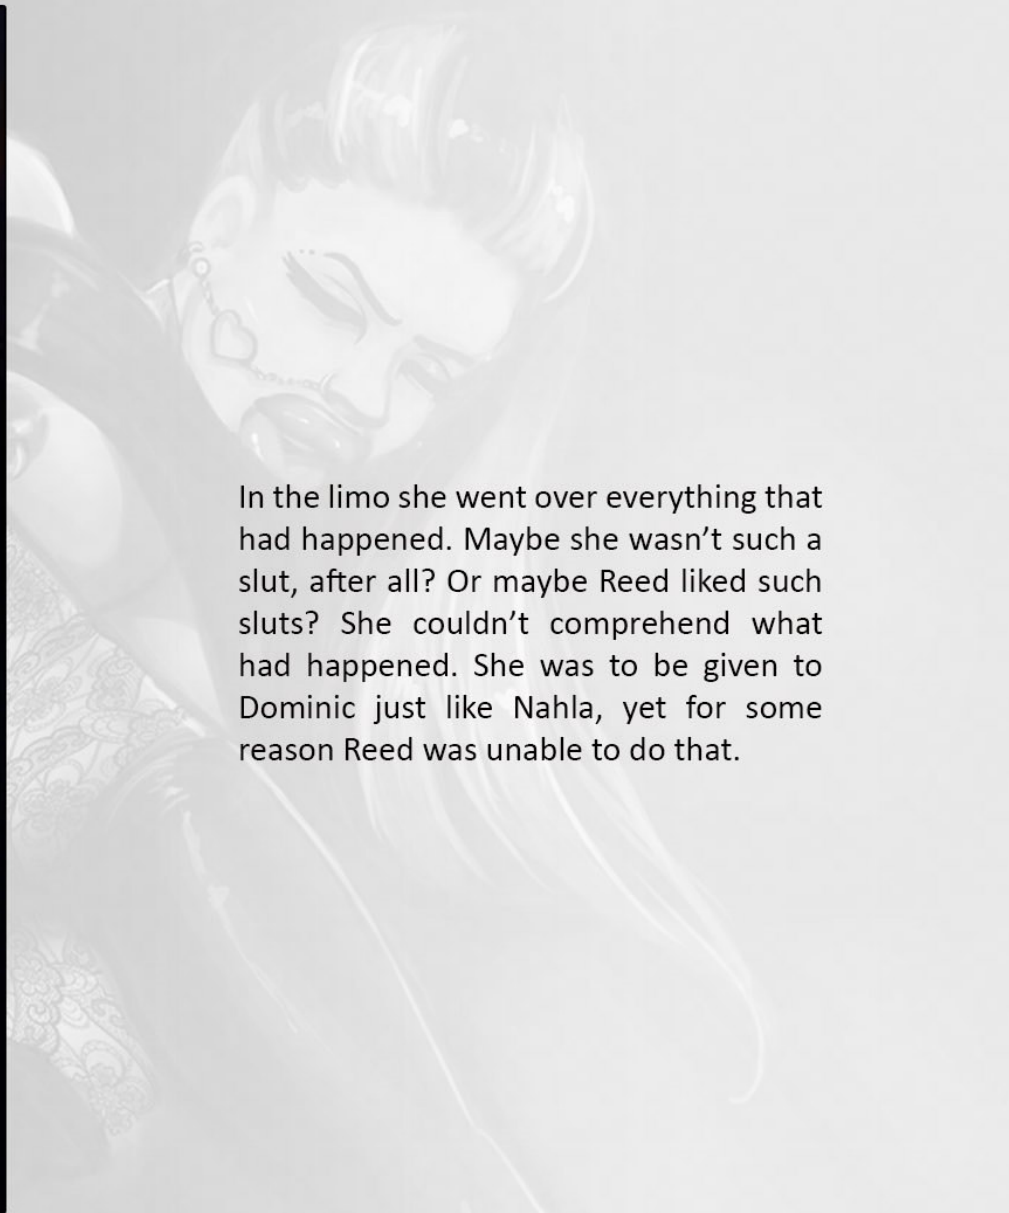 In the limo she went over everything that
had happened. Maybe she wasn’t such a
slut, after all? Or maybe Reed liked such
sluts? She couldn’t comprehend what
had happened. She was to be given to
Dominic just like Nahla, yet for some
reason Reed was unable to do that.